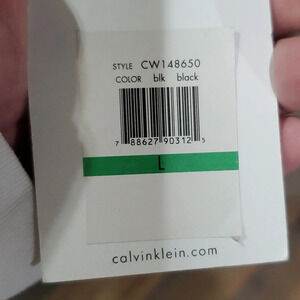 STYLE CW148650
COLOR blk black
7 88627 90312 5
L
calvinklein.com